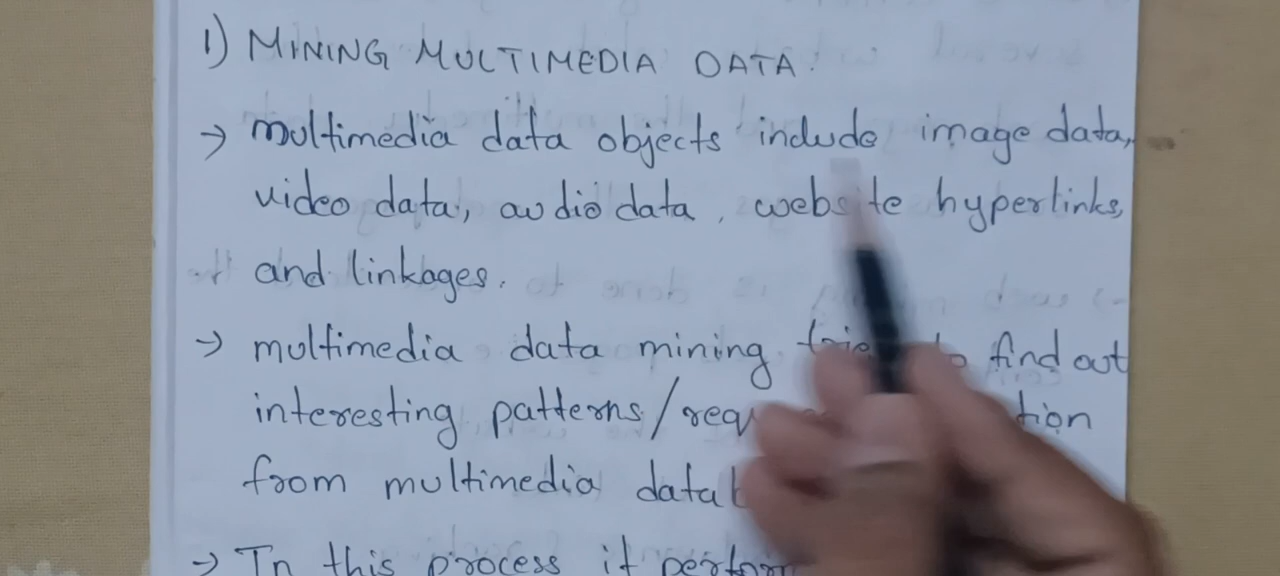 1) MINING MULTIMEDIA DATA.
→ multimedia data objects include image data,
video data, audio data, website hyperlinks,
and linkages.
→ multimedia data mining to find out
interesting patterns/
from multimedia
→ In this process it